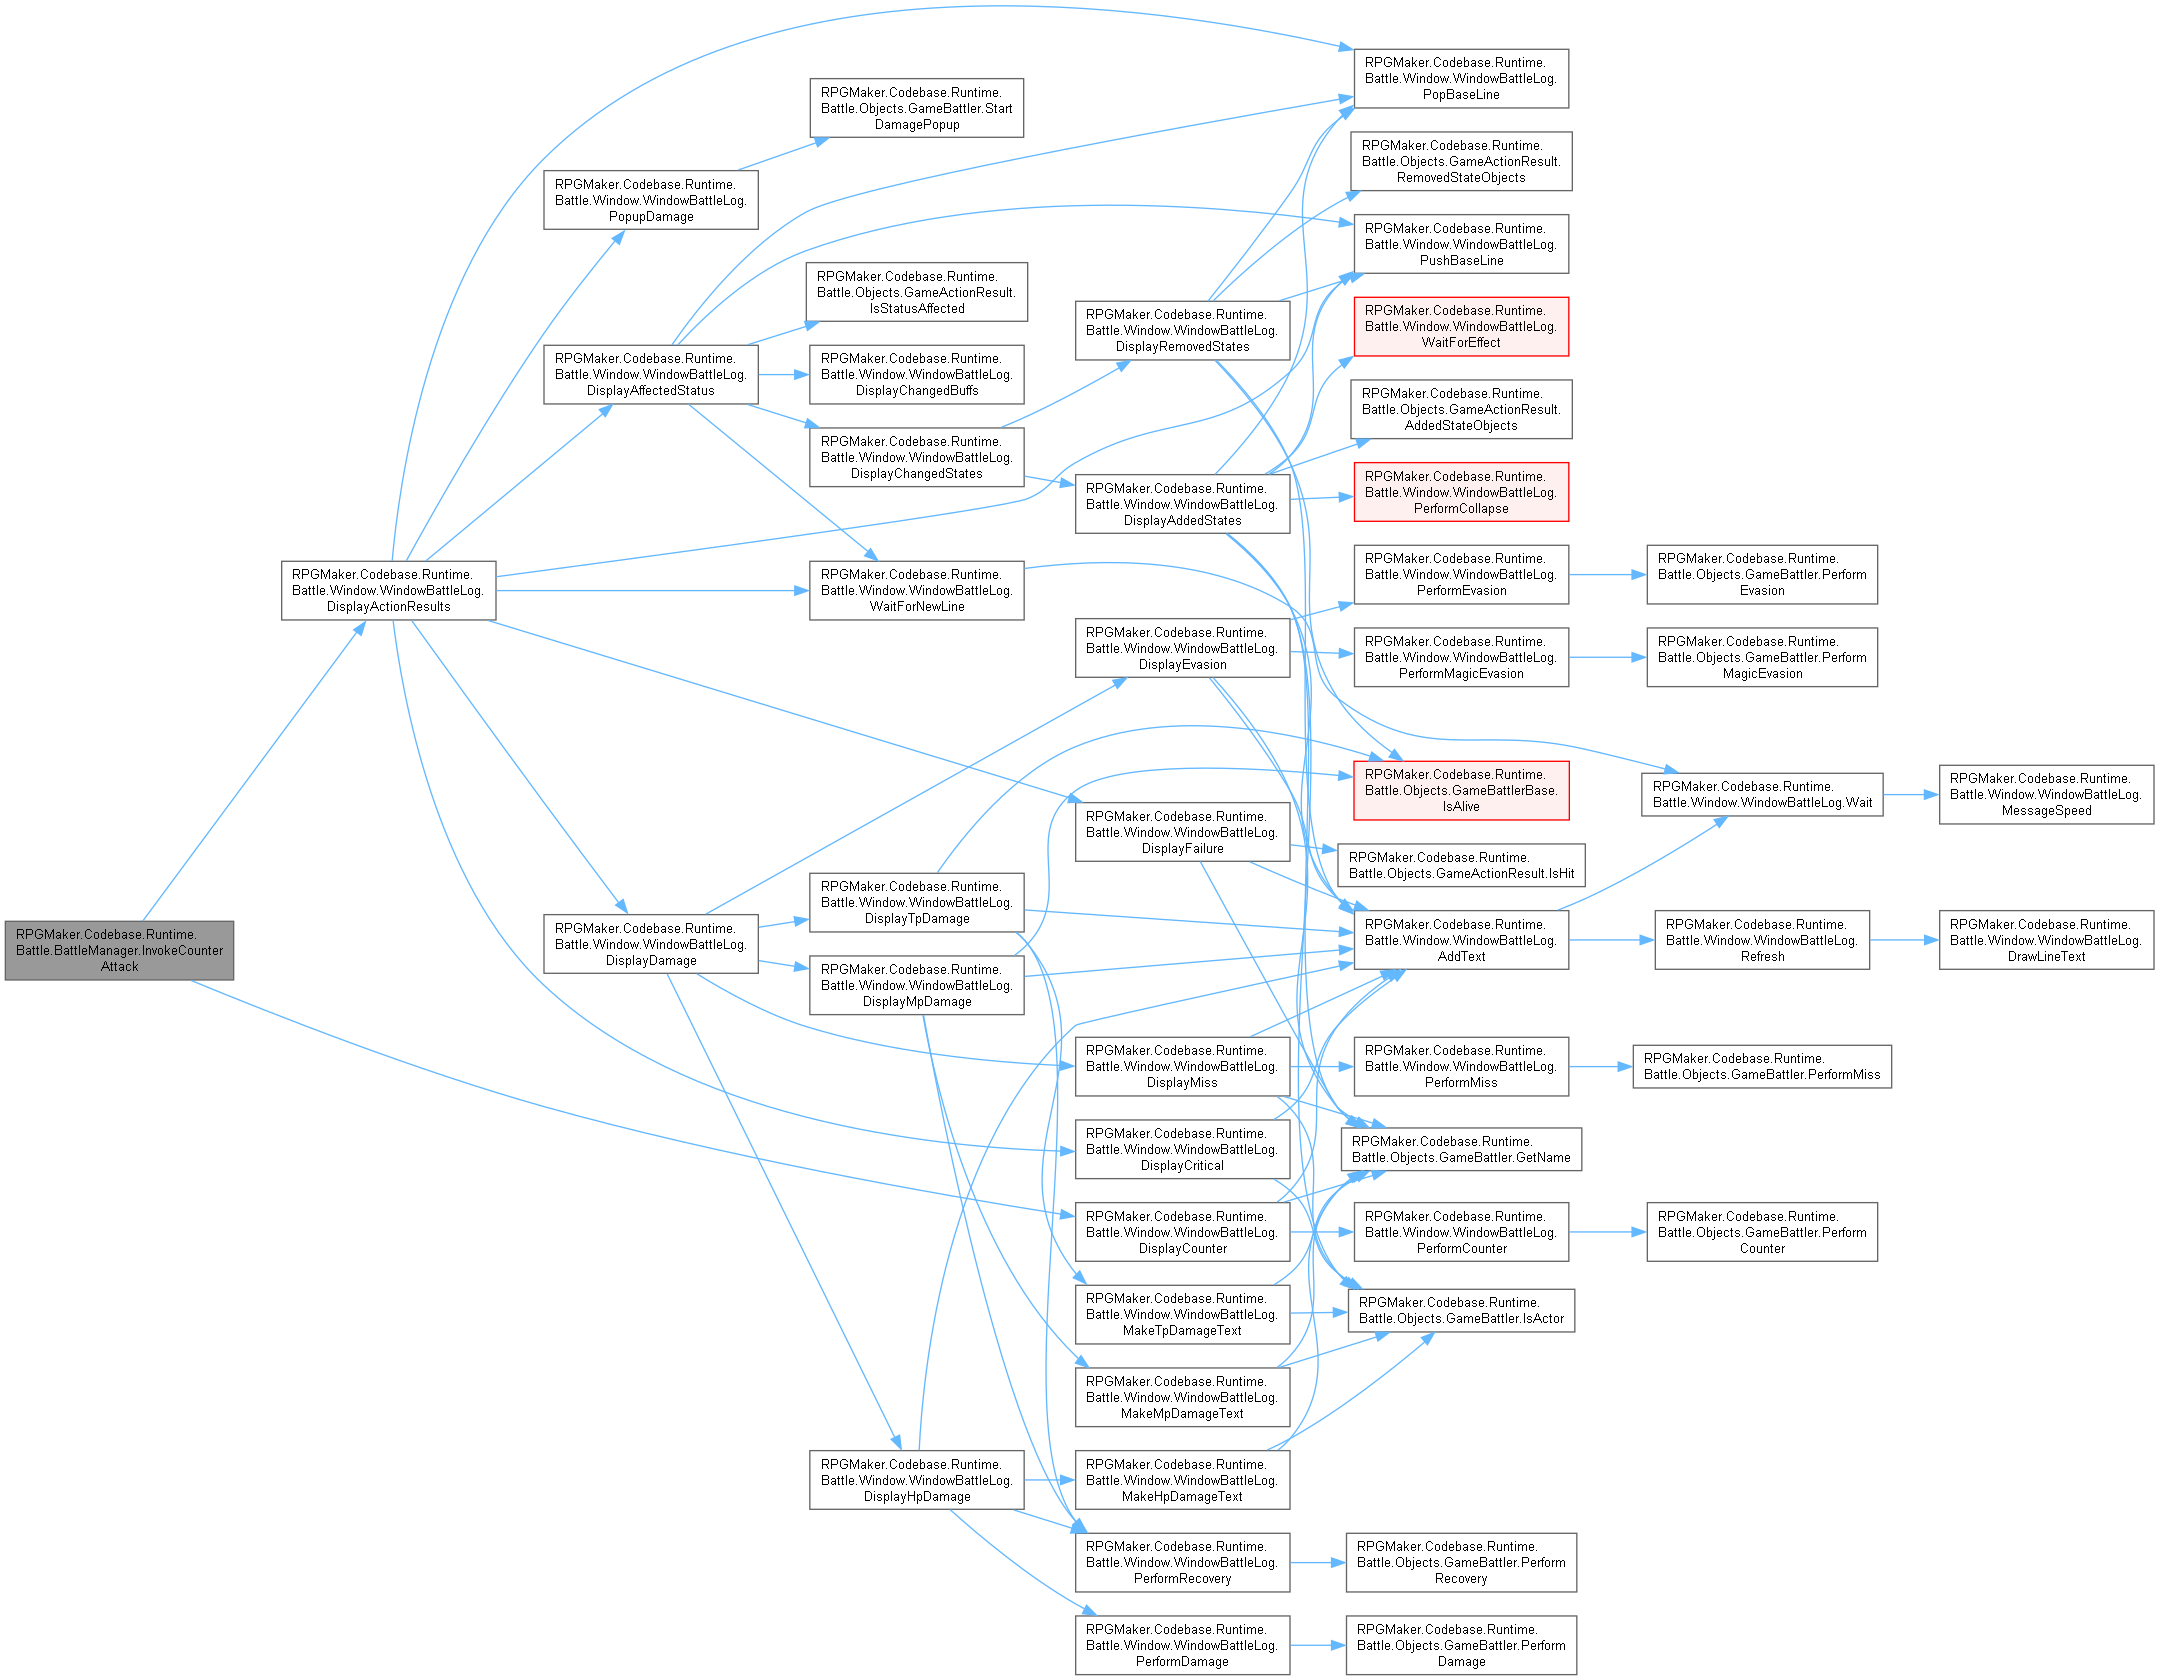 RPGMaker.Codebase.Runtime.
Battle.BattleManager.InvokeCounter
Attack
RPGMaker.Codebase.Runtime.
Battle.Window.WindowBattleLog.
DisplayActionResults
RPGMaker.Codebase.Runtime.
Battle.Window.WindowBattleLog.
PopupDamage
RPGMaker.Codebase.Runtime.
Battle.Window.WindowBattleLog.
DisplayAffectedStatus
RPGMaker.Codebase.Runtime.
Battle.Window.WindowBattleLog.
DisplayDamage
RPGMaker.Codebase.Runtime.
Battle.Objects.GameBattler.Start
DamagePopup
RPGMaker.Codebase.Runtime.
Battle.Objects.GameActionResult.
IsStatusAffected
RPGMaker.Codebase.Runtime.
Battle.Window.WindowBattleLog.
DisplayChangedBuffs
RPGMaker.Codebase.Runtime.
Battle.Window.WindowBattleLog.
DisplayChangedStates
RPGMaker.Codebase.Runtime.
Battle.Window.WindowBattleLog.
WaitForNewLine
RPGMaker.Codebase.Runtime.
Battle.Window.WindowBattleLog.
DisplayTpDamage
RPGMaker.Codebase.Runtime.
Battle.Window.WindowBattleLog.
DisplayMpDamage
RPGMaker.Codebase.Runtime.
Battle.Window.WindowBattleLog.
DisplayHpDamage
RPGMaker.Codebase.Runtime.
Battle.Window.WindowBattleLog.
DisplayRemovedStates
RPGMaker.Codebase.Runtime.
Battle.Window.WindowBattleLog.
DisplayAddedStates
RPGMaker.Codebase.Runtime.
Battle.Window.WindowBattleLog.
DisplayEvasion
RPGMaker.Codebase.Runtime.
Battle.Window.WindowBattleLog.
DisplayFailure
RPGMaker.Codebase.Runtime.
Battle.Window.WindowBattleLog.
DisplayMiss
RPGMaker.Codebase.Runtime.
Battle.Window.WindowBattleLog.
DisplayCritical
RPGMaker.Codebase.Runtime.
Battle.Window.WindowBattleLog.
DisplayCounter
RPGMaker.Codebase.Runtime.
Battle.Window.WindowBattleLog.
MakeTpDamageText
RPGMaker.Codebase.Runtime.
Battle.Window.WindowBattleLog.
MakeMpDamageText
RPGMaker.Codebase.Runtime.
Battle.Window.WindowBattleLog.
MakeHpDamageText
RPGMaker.Codebase.Runtime.
Battle.Window.WindowBattleLog.
PerformRecovery
RPGMaker.Codebase.Runtime.
Battle.Window.WindowBattleLog.
PerformDamage
RPGMaker.Codebase.Runtime.
Battle.Window.WindowBattleLog.
PopBaseLine
RPGMaker.Codebase.Runtime.
Battle.Objects.GameActionResult.
RemovedStateObjects
RPGMaker.Codebase.Runtime.
Battle.Window.WindowBattleLog.
PushBaseLine
RPGMaker.Codebase.Runtime.
Battle.Window.WindowBattleLog.
WaitForEffect
RPGMaker.Codebase.Runtime.
Battle.Objects.GameActionResult.
AddedStateObjects
RPGMaker.Codebase.Runtime.
Battle.Window.WindowBattleLog.
PerformCollapse
RPGMaker.Codebase.Runtime.
Battle.Window.WindowBattleLog.
PerformEvasion
RPGMaker.Codebase.Runtime.
Battle.Window.WindowBattleLog.
PerformMagicEvasion
RPGMaker.Codebase.Runtime.
Battle.Objects.GameBattlerBase.
IsAlive
RPGMaker.Codebase.Runtime.
Battle.Objects.GameActionResult.IsHit
RPGMaker.Codebase.Runtime.
Battle.Window.WindowBattleLog.
AddText
RPGMaker.Codebase.Runtime.
Battle.Window.WindowBattleLog.
PerformMiss
RPGMaker.Codebase.Runtime.
Battle.Objects.GameBattler.GetName
RPGMaker.Codebase.Runtime.
Battle.Window.WindowBattleLog.
PerformCounter
RPGMaker.Codebase.Runtime.
Battle.Objects.GameBattler.IsActor
RPGMaker.Codebase.Runtime.
Battle.Objects.GameBattler.Perform
Recovery
RPGMaker.Codebase.Runtime.
Battle.Objects.GameBattler.Perform
Damage
RPGMaker.Codebase.Runtime.
Battle.Objects.GameBattler.Perform
Evasion
RPGMaker.Codebase.Runtime.
Battle.Objects.GameBattler.Perform
MagicEvasion
RPGMaker.Codebase.Runtime.
Battle.Window.WindowBattleLog.Wait
RPGMaker.Codebase.Runtime.
Battle.Window.WindowBattleLog.
Refresh
RPGMaker.Codebase.Runtime.
Battle.Objects.GameBattler.PerformMiss
RPGMaker.Codebase.Runtime.
Battle.Objects.GameBattler.Perform
Counter
RPGMaker.Codebase.Runtime.
Battle.Window.WindowBattleLog.
MessageSpeed
RPGMaker.Codebase.Runtime.
Battle.Window.WindowBattleLog.
DrawLineText